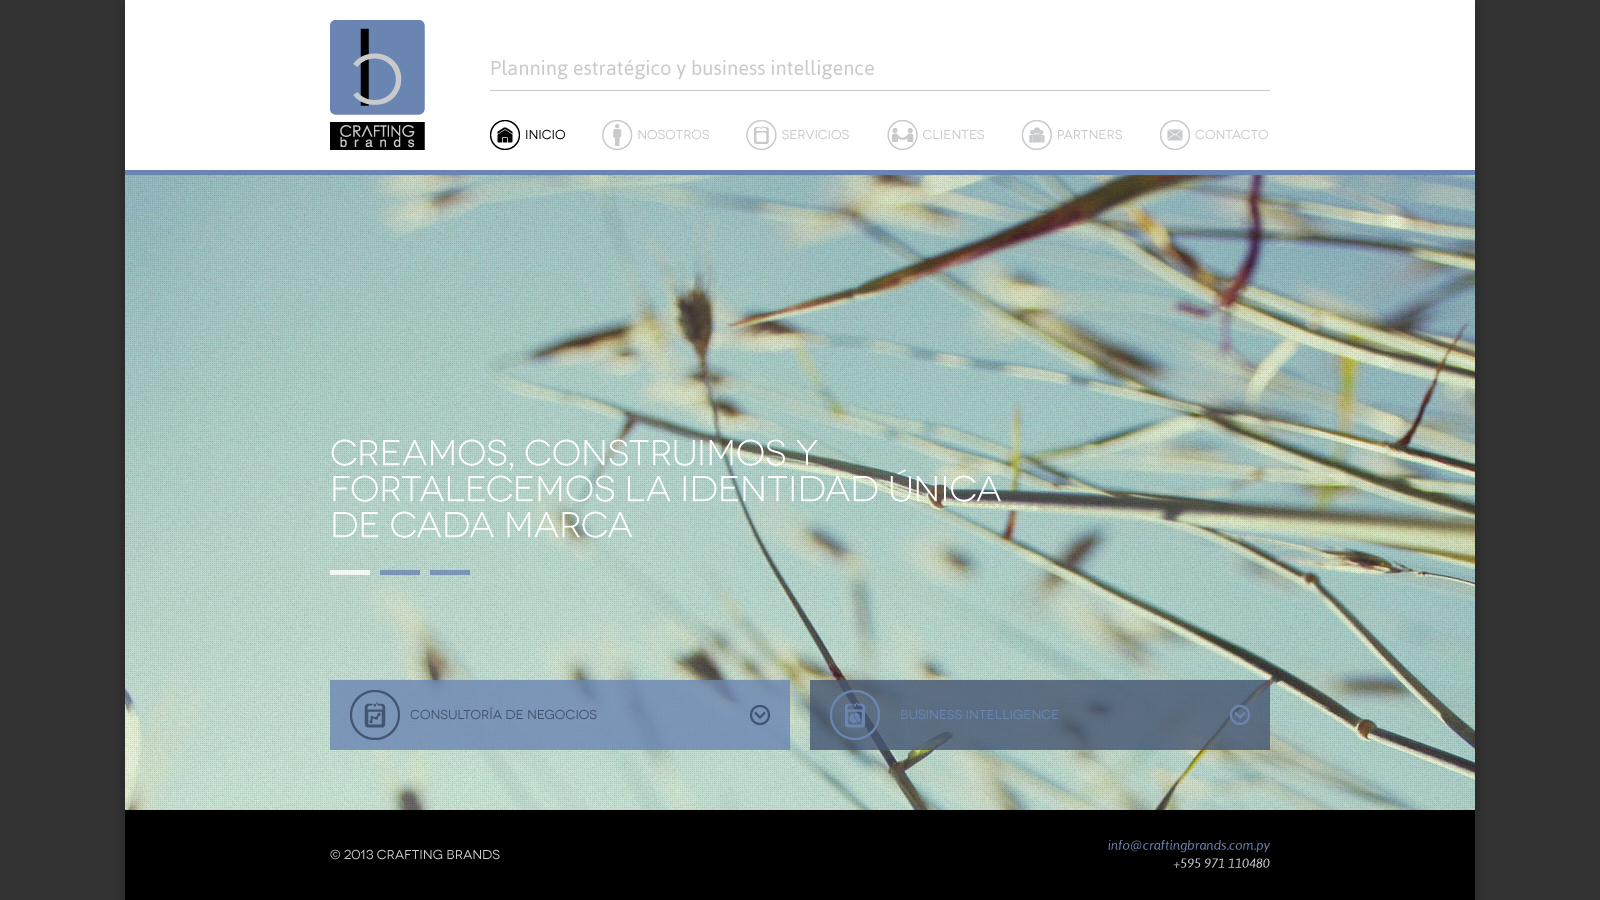 CRAFTING
brands
Planning estratégico y business intelligence
INICIO
NOSOTROS
SERVICIOS
CLIENTES
PARTNERS
CONTACTO
CREAMOS, CONSTRUIMOS Y
FORTALECEMOS LA IDENTIDAD ÚNICA
DE CADA MARCA
CONSULTORÍA DE NEGOCIOS
BUSINESS INTELLIGENCE
© 2013 CRAFTING BRANDS
info@craftingbrands.com.py
+595 971 110480